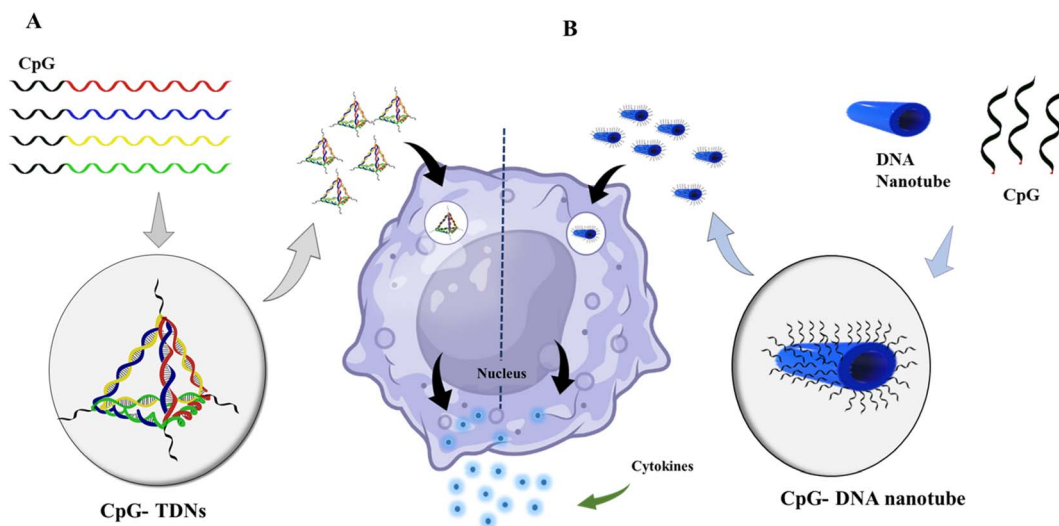 A
CpG
CpG- TDNs
B
DNA
Nanotube
CpG
Nucleus
Cytokines
CpG- DNA nanotube